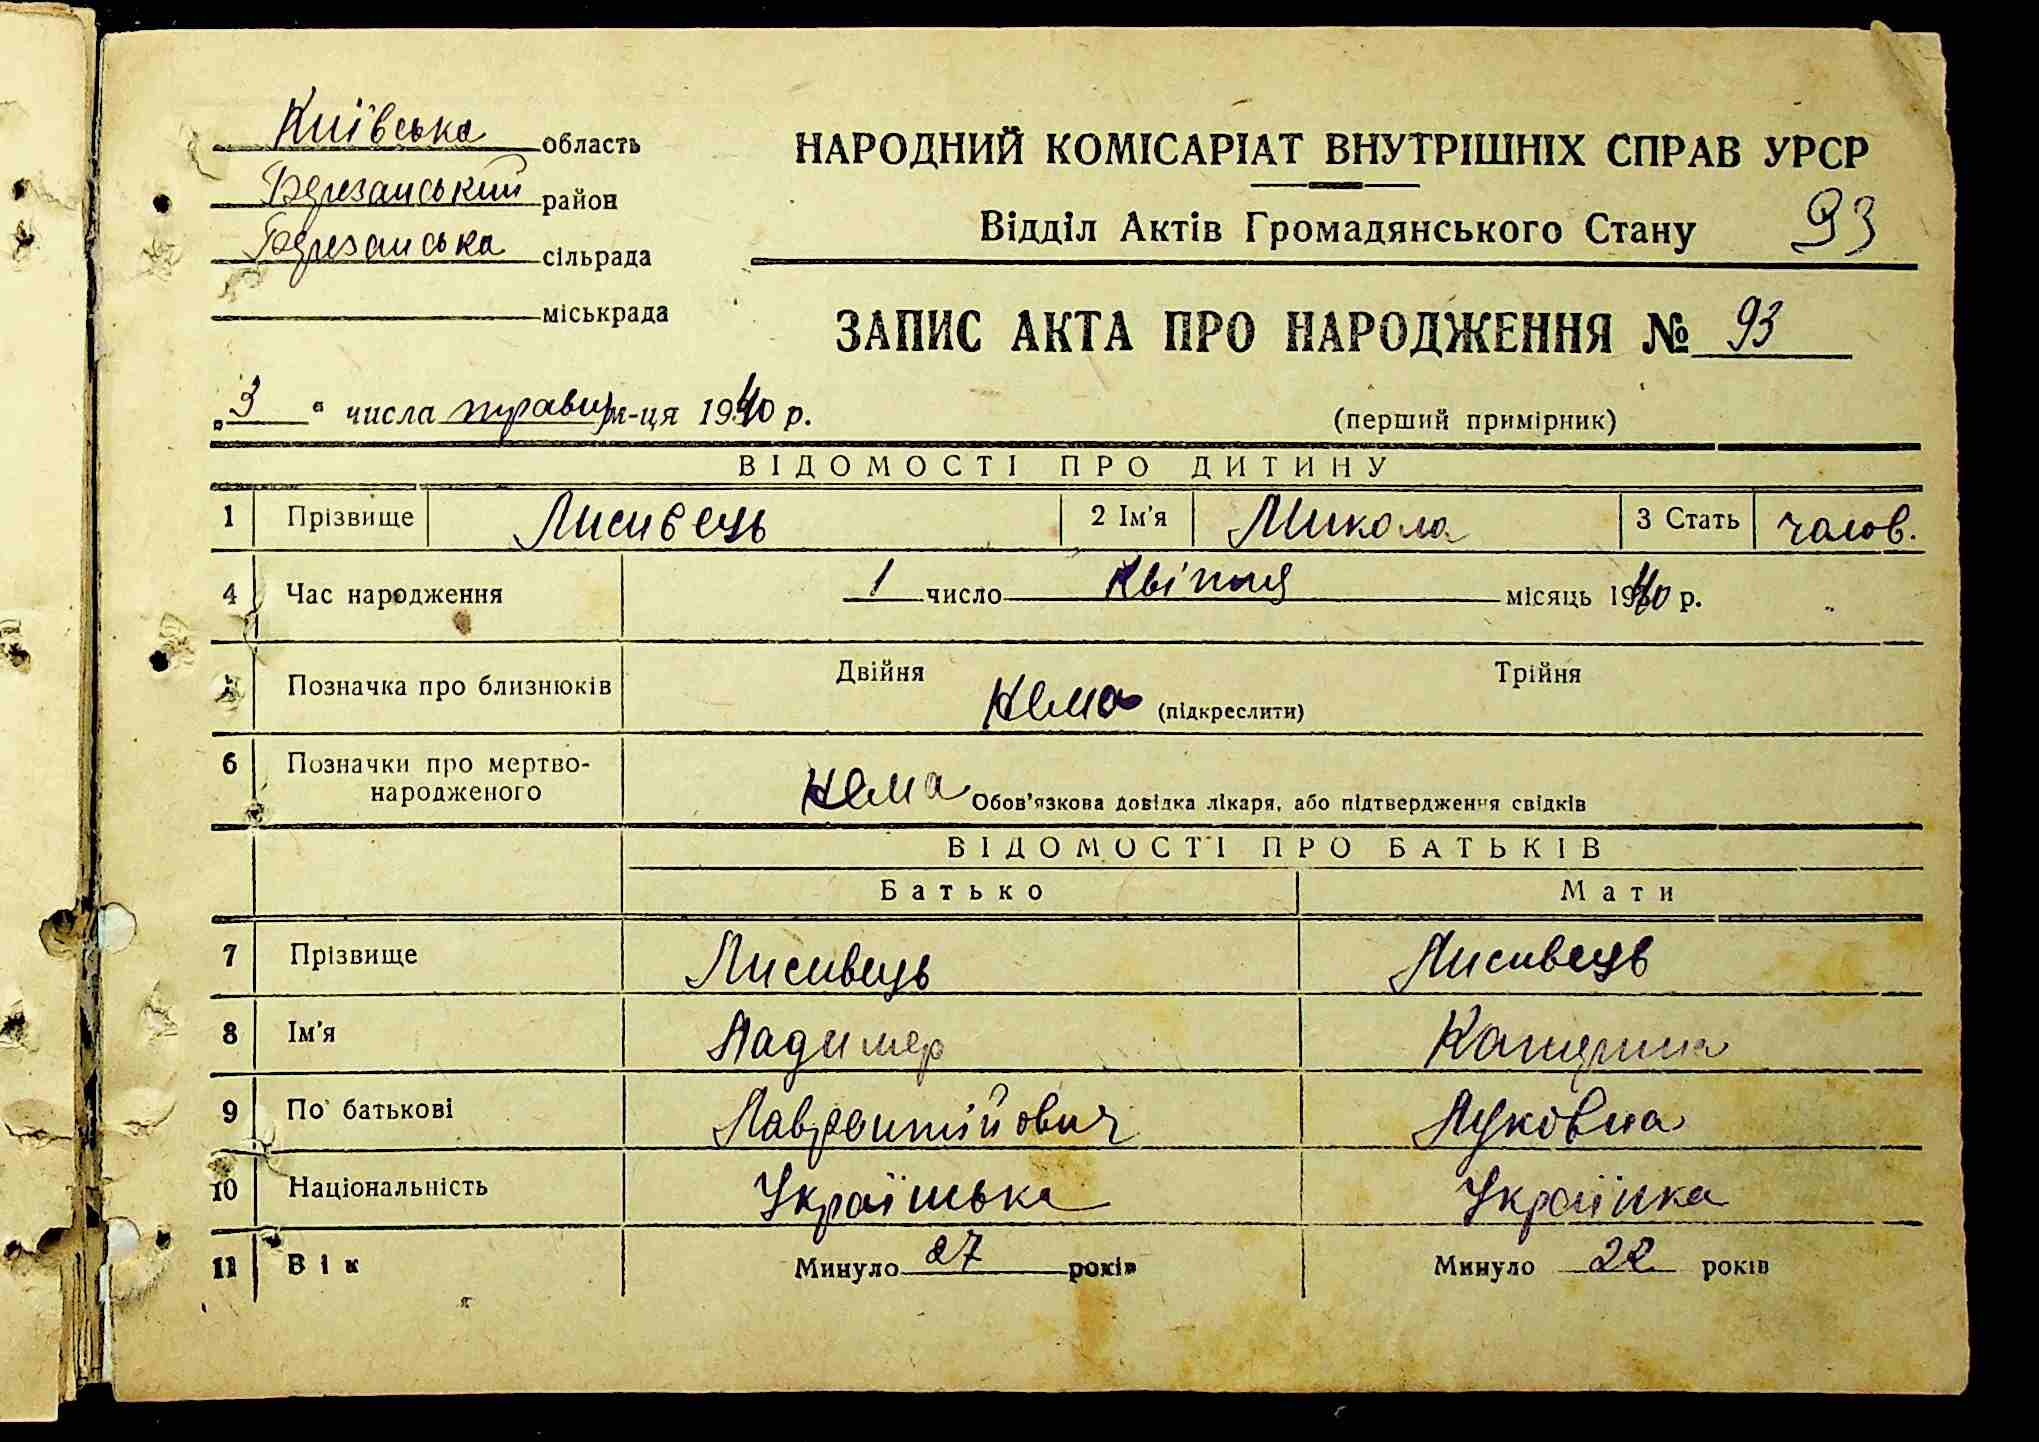 Київська область
Березанський район
Березанська сільрада
міськрада
НАРОДНИЙ КОМІСАРІАТ ВНУТРІШНІХ СПРАВ УРСР
Відділ Актів Громадянського Стану 93
ЗАПИС АКТА ПРО НАРОДЖЕННЯ № 93
„3“ числа травня м-ця 1940 р.
(перший примірник)
ВІДОМОСТІ ПРО ДИТИНУ
1 Прізвище Лисивець 2 Ім'я Микола 3 Стать чолов.
4 Час народження 1 число Квітня місяць 1940 р.
5 Позначка про близнюків Двійня Нема (підкреслити) Трійня
6 Позначки про мертво-
народженого Нема Обов'язкова довідка лікаря, або підтвердження свідків
ВІДОМОСТІ ПРО БАТЬКІВ
Батько Мати
7 Прізвище Лисивець Лисивець
8 Ім'я Ладимер Катерина
9 По батькові Лаврентійович Луковна
10 Національність Українська Українка
11 Вік Минуло 27 років Минуло 22 років